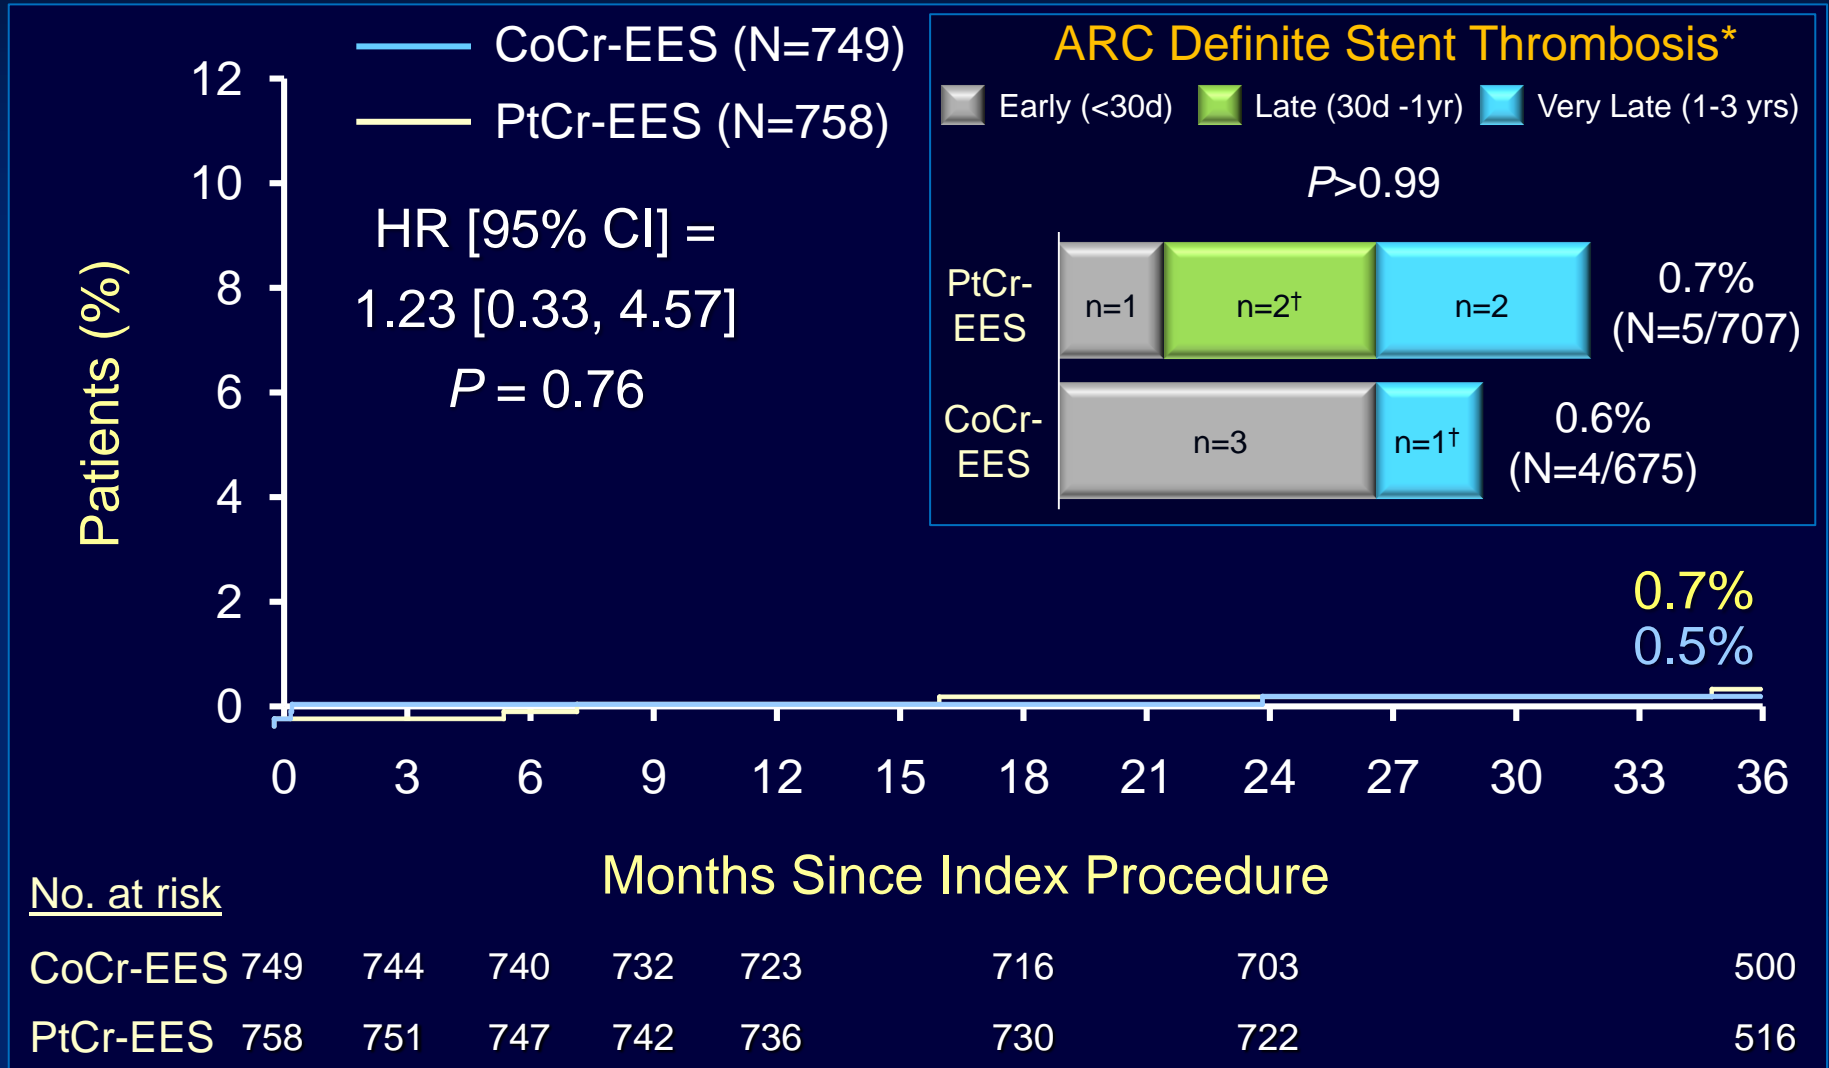 CoCr-EES (N=749)
PtCr-EES (N=758)
HR [95% CI] =
1.23 [0.33, 4.57]
P = 0.76
Patients (%)
12
10
8
6
4
2
0
ARC Definite Stent Thrombosis*
Early (<30d) Late (30d -1yr) Very Late (1-3 yrs)
P>0.99
PtCr-
EES
n=1 n=2† n=2
0.7%
(N=5/707)
CoCr-
EES
n=3 n=1†
0.6%
(N=4/675)
0.7%
0.5%
0 3 6 9 12 15 18 21 24 27 30 33 36
Months Since Index Procedure
No. at risk
CoCr-EES 749 744 740 732 723 716 703 500
PtCr-EES 758 751 747 742 736 730 722 516